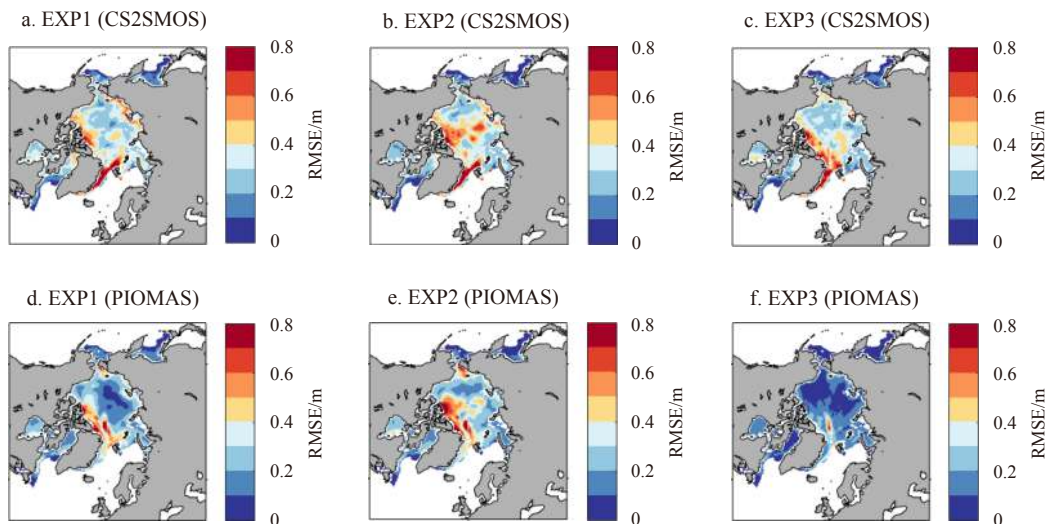 a. EXP1 (CS2SMOS)
b. EXP2 (CS2SMOS)
c. EXP3 (CS2SMOS)
0.8
0.6
0.4
0.2
0
RMSE/m
0.8
0.6
0.4
0.2
0
RMSE/m
0.8
0.6
0.4
0.2
0
RMSE/m
d. EXP1 (PIOMAS)
e. EXP2 (PIOMAS)
f. EXP3 (PIOMAS)
0.8
0.6
0.4
0.2
0
RMSE/m
0.8
0.6
0.4
0.2
0
RMSE/m
0.8
0.6
0.4
0.2
0
RMSE/m